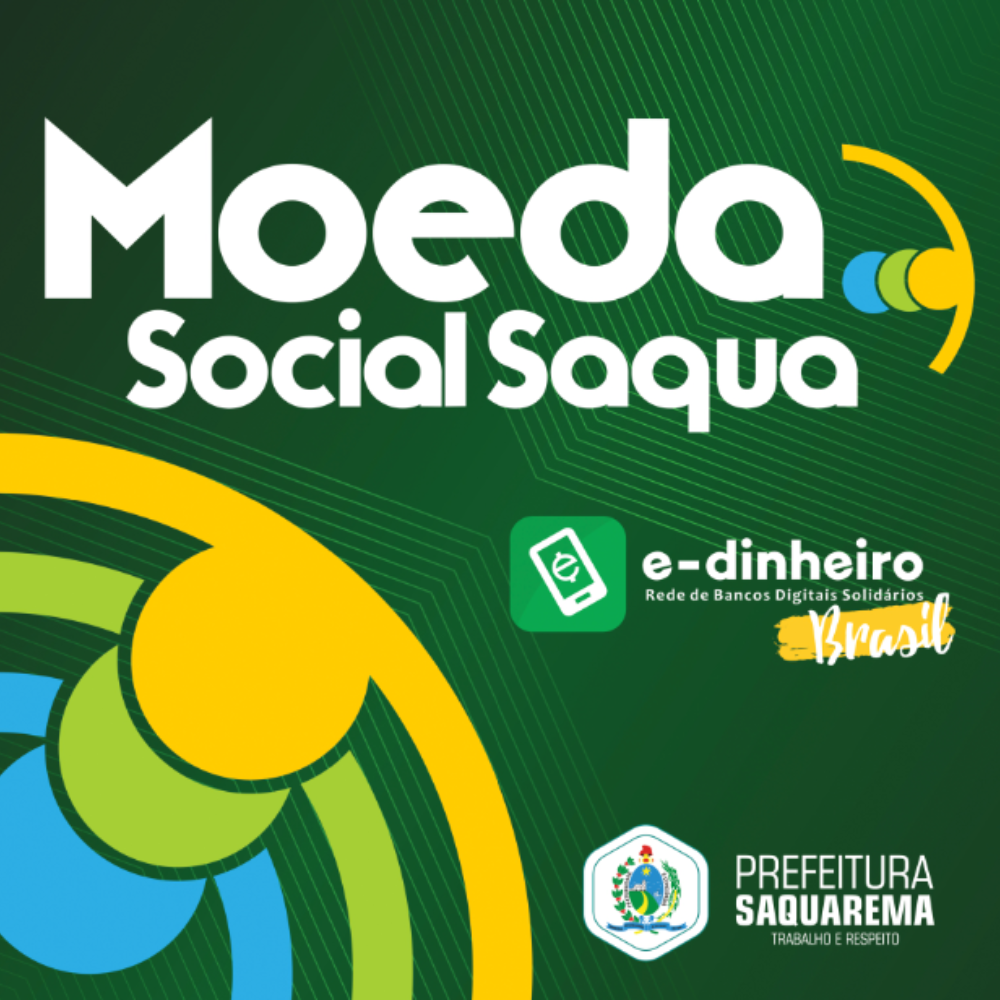 Moeda
Social Saqua
e-dinheiro
Rede de Bancos Digitais Solidários
Brasil
PREFEITURA
SAQUAREMA
TRABALHO E RESPEITO